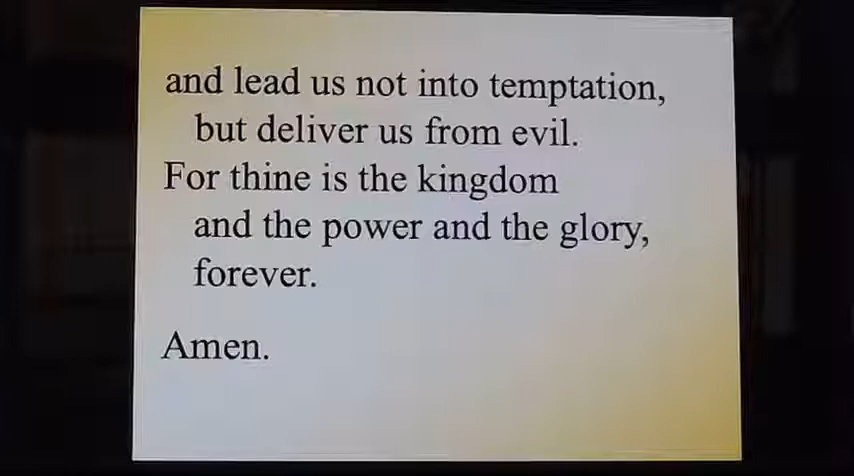 and lead us not into temptation,
but deliver us from evil.
For thine is the kingdom
and the power and the glory,
forever.
Amen.